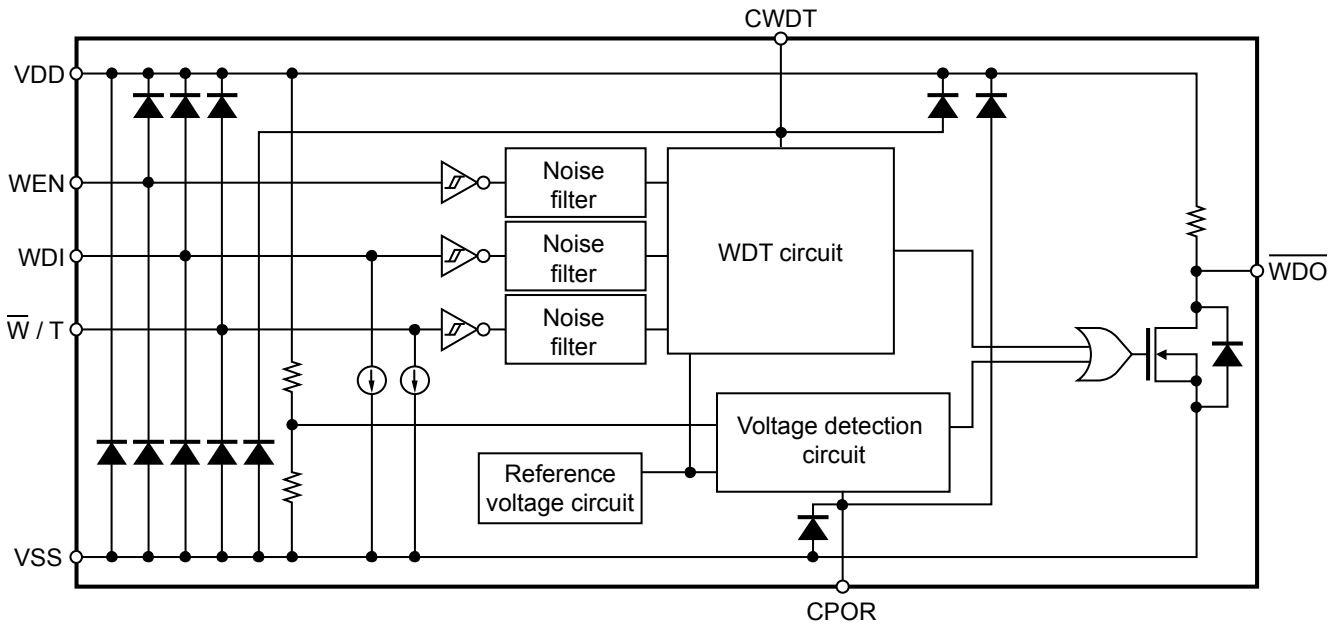 CWDT
VDD
WEN
Noise
filter
WDI
Noise
filter
WDT circuit
W̅ / T
Noise
filter
W̅D̅O̅
Voltage detection
circuit
Reference
voltage circuit
VSS
CPOR